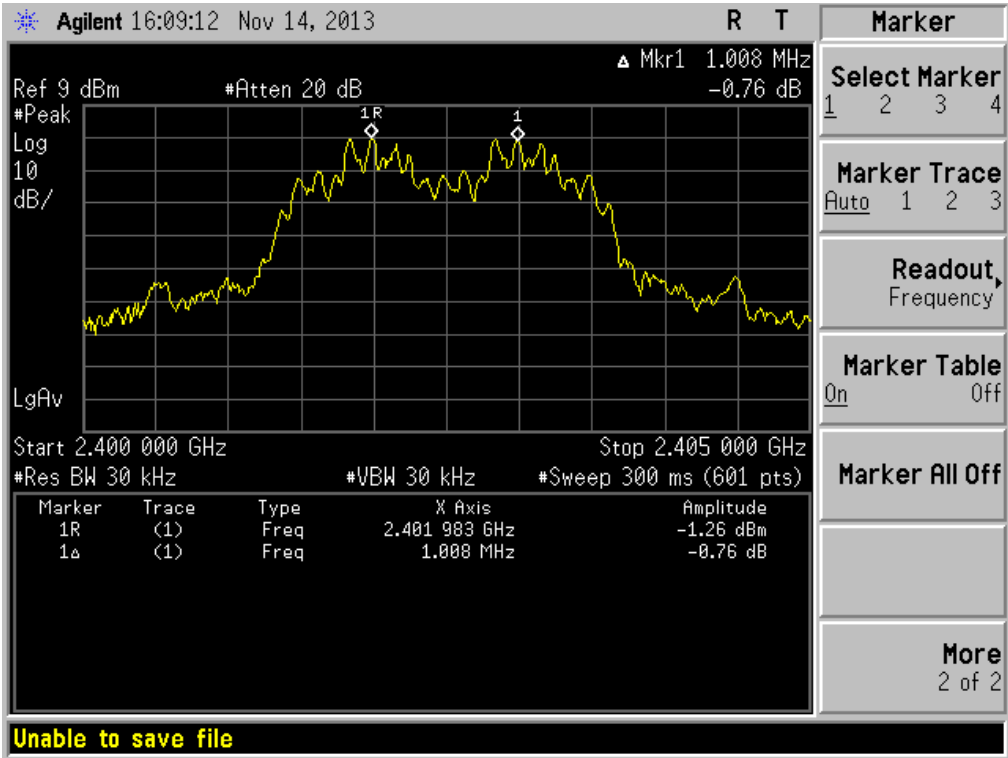 Agilent 16:09:12 Nov 14, 2013 R T
Δ Mkr1 1.008 MHz
Ref 9 dBm #Atten 20 dB -0.76 dB
#Peak
Log
10
dB/
1R 1
LgAv
Start 2.400 000 GHz Stop 2.405 000 GHz
#Res BW 30 kHz #VBW 30 kHz #Sweep 300 ms (601 pts)
Marker Trace Type X Axis Amplitude
1R (1) Freq 2.401 983 GHz -1.26 dBm
1Δ (1) Freq 1.008 MHz -0.76 dB
Unable to save file
Marker
Select Marker
1 2 3 4
Marker Trace
Auto 1 2 3
Readout
Frequency
Marker Table
On Off
Marker All Off
More
2 of 2